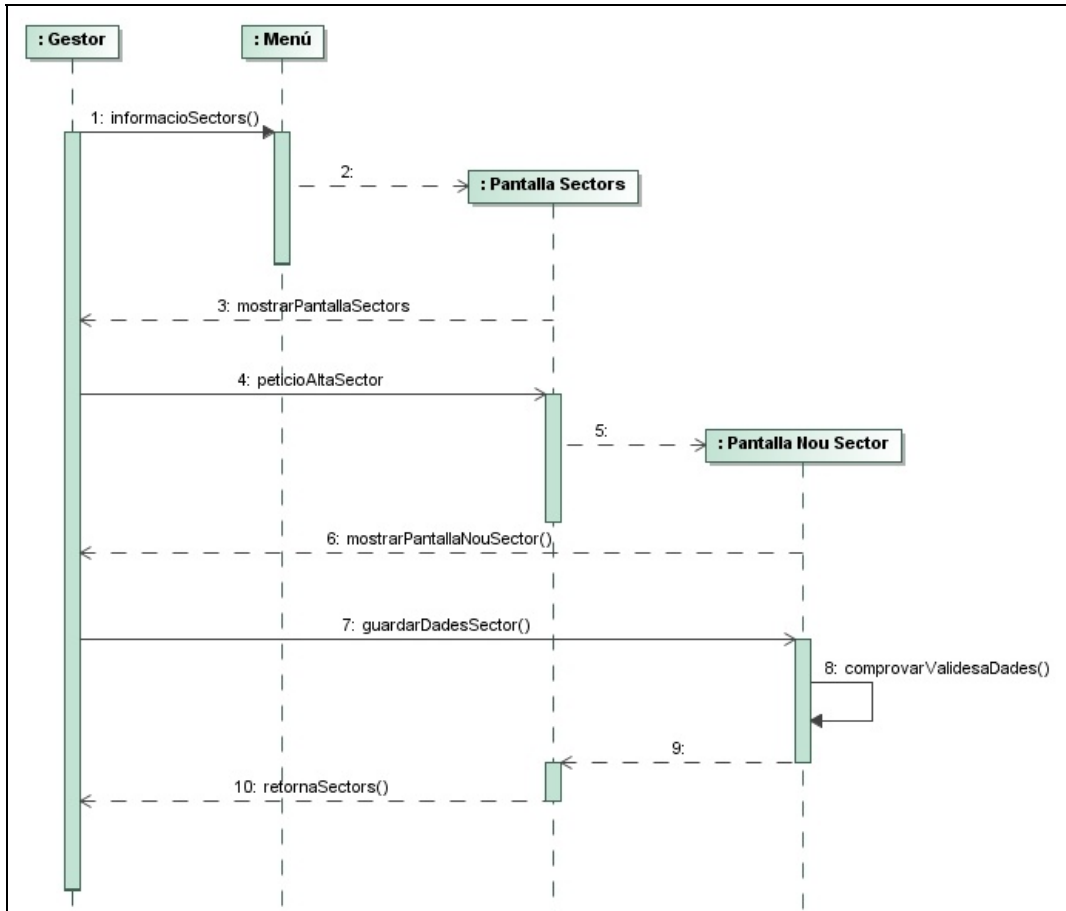 : Gestor
: Menú
1: informacioSectors()
2:
: Pantalla Sectors
3: mostrarPantallaSectors
4: peticioAltaSector
5:
: Pantalla Nou Sector
6: mostrarPantallaNouSector()
7: guardarDadesSector()
8: comprovarValidesaDades()
9:
10: retornaSectors()